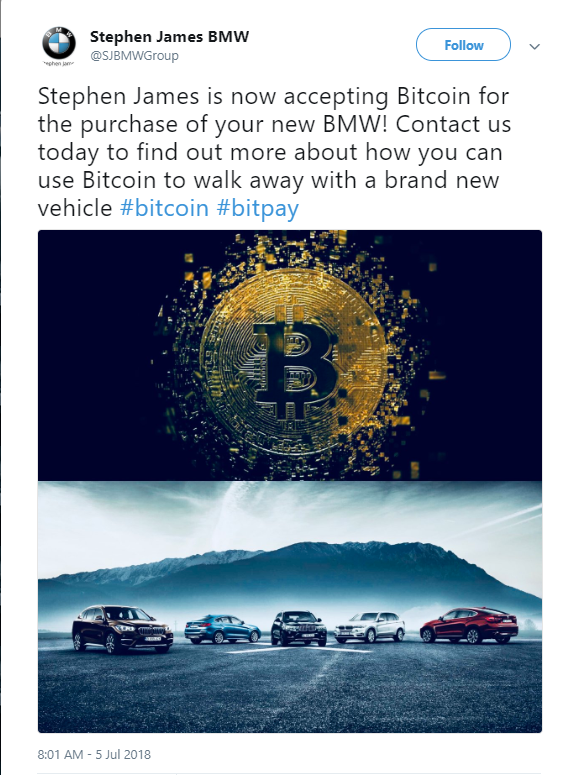 Stephen James BMW
@SJBMWGroup
Follow
Stephen James is now accepting Bitcoin for
the purchase of your new BMW! Contact us
today to find out more about how you can
use Bitcoin to walk away with a brand new
vehicle #bitcoin #bitpay
8:01 AM - 5 Jul 2018